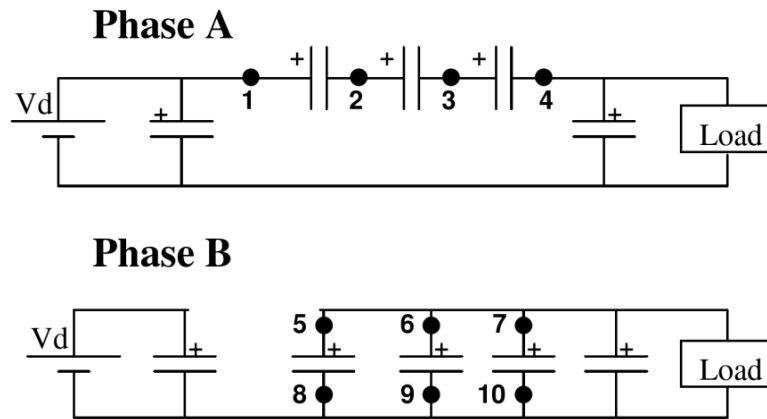 Phase A
+ + +
1 2 3 4
Vd + + Load
Phase B
5 6 7
Vd + + + + + Load
8 9 10